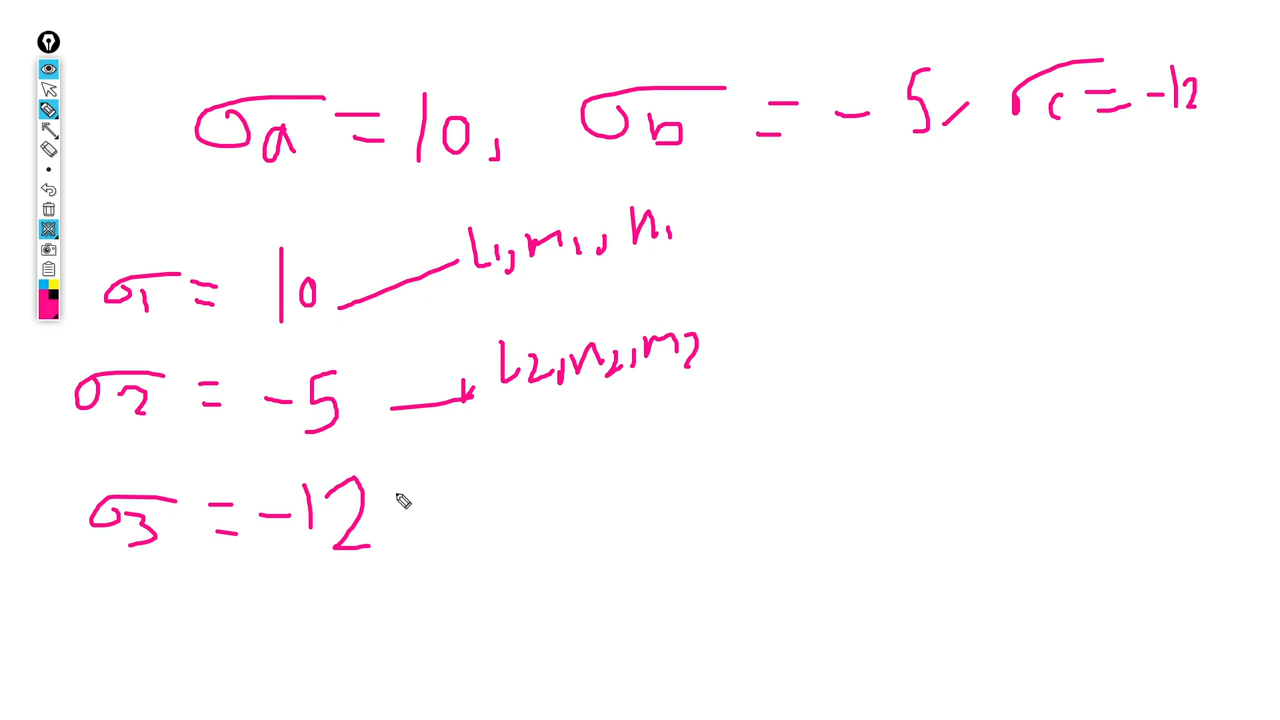 σa = 10, σb = - 5, σc = -12
σ1 = 10 — L1, m1, n1
σ2 = -5 → L2, n2, m2
σ3 = -12